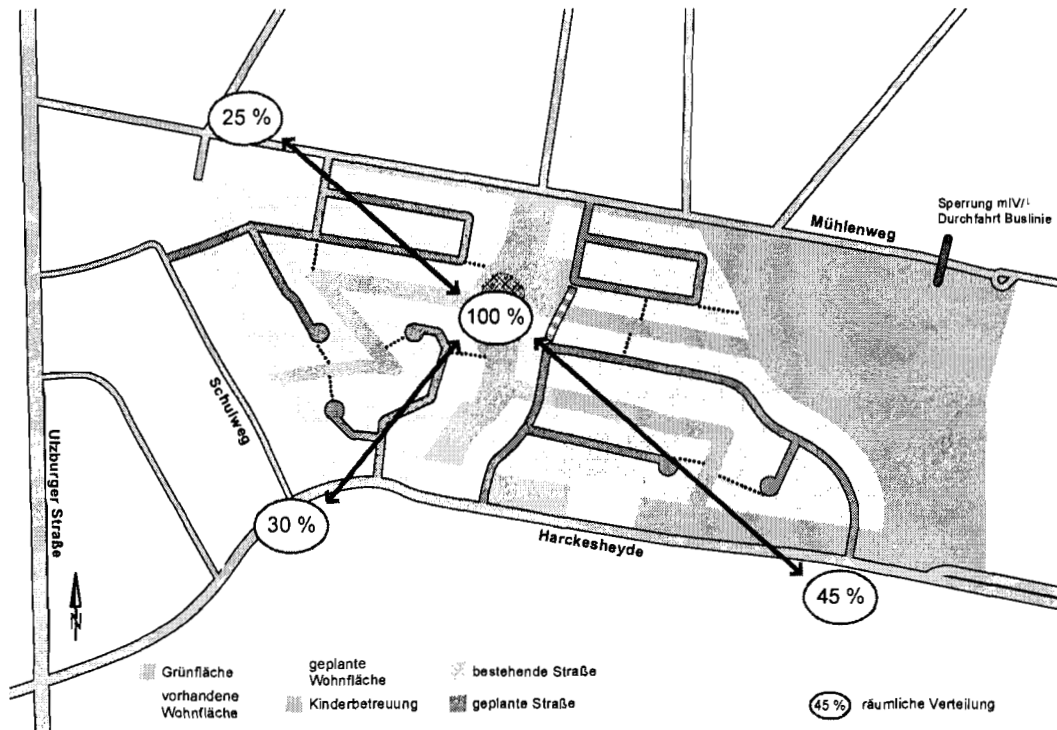 25 %
Sperrung mIV/
Durchfahrt Buslinie
Mühlenweg
100 %
Schulweg
Ulzburger Straße
30 %
Harckesheyde
45 %
N
Grünfläche
vorhandene
Wohnfläche
geplante
Wohnfläche
Kinderbetreuung
bestehende Straße
geplante Straße
45 % räumliche Verteilung